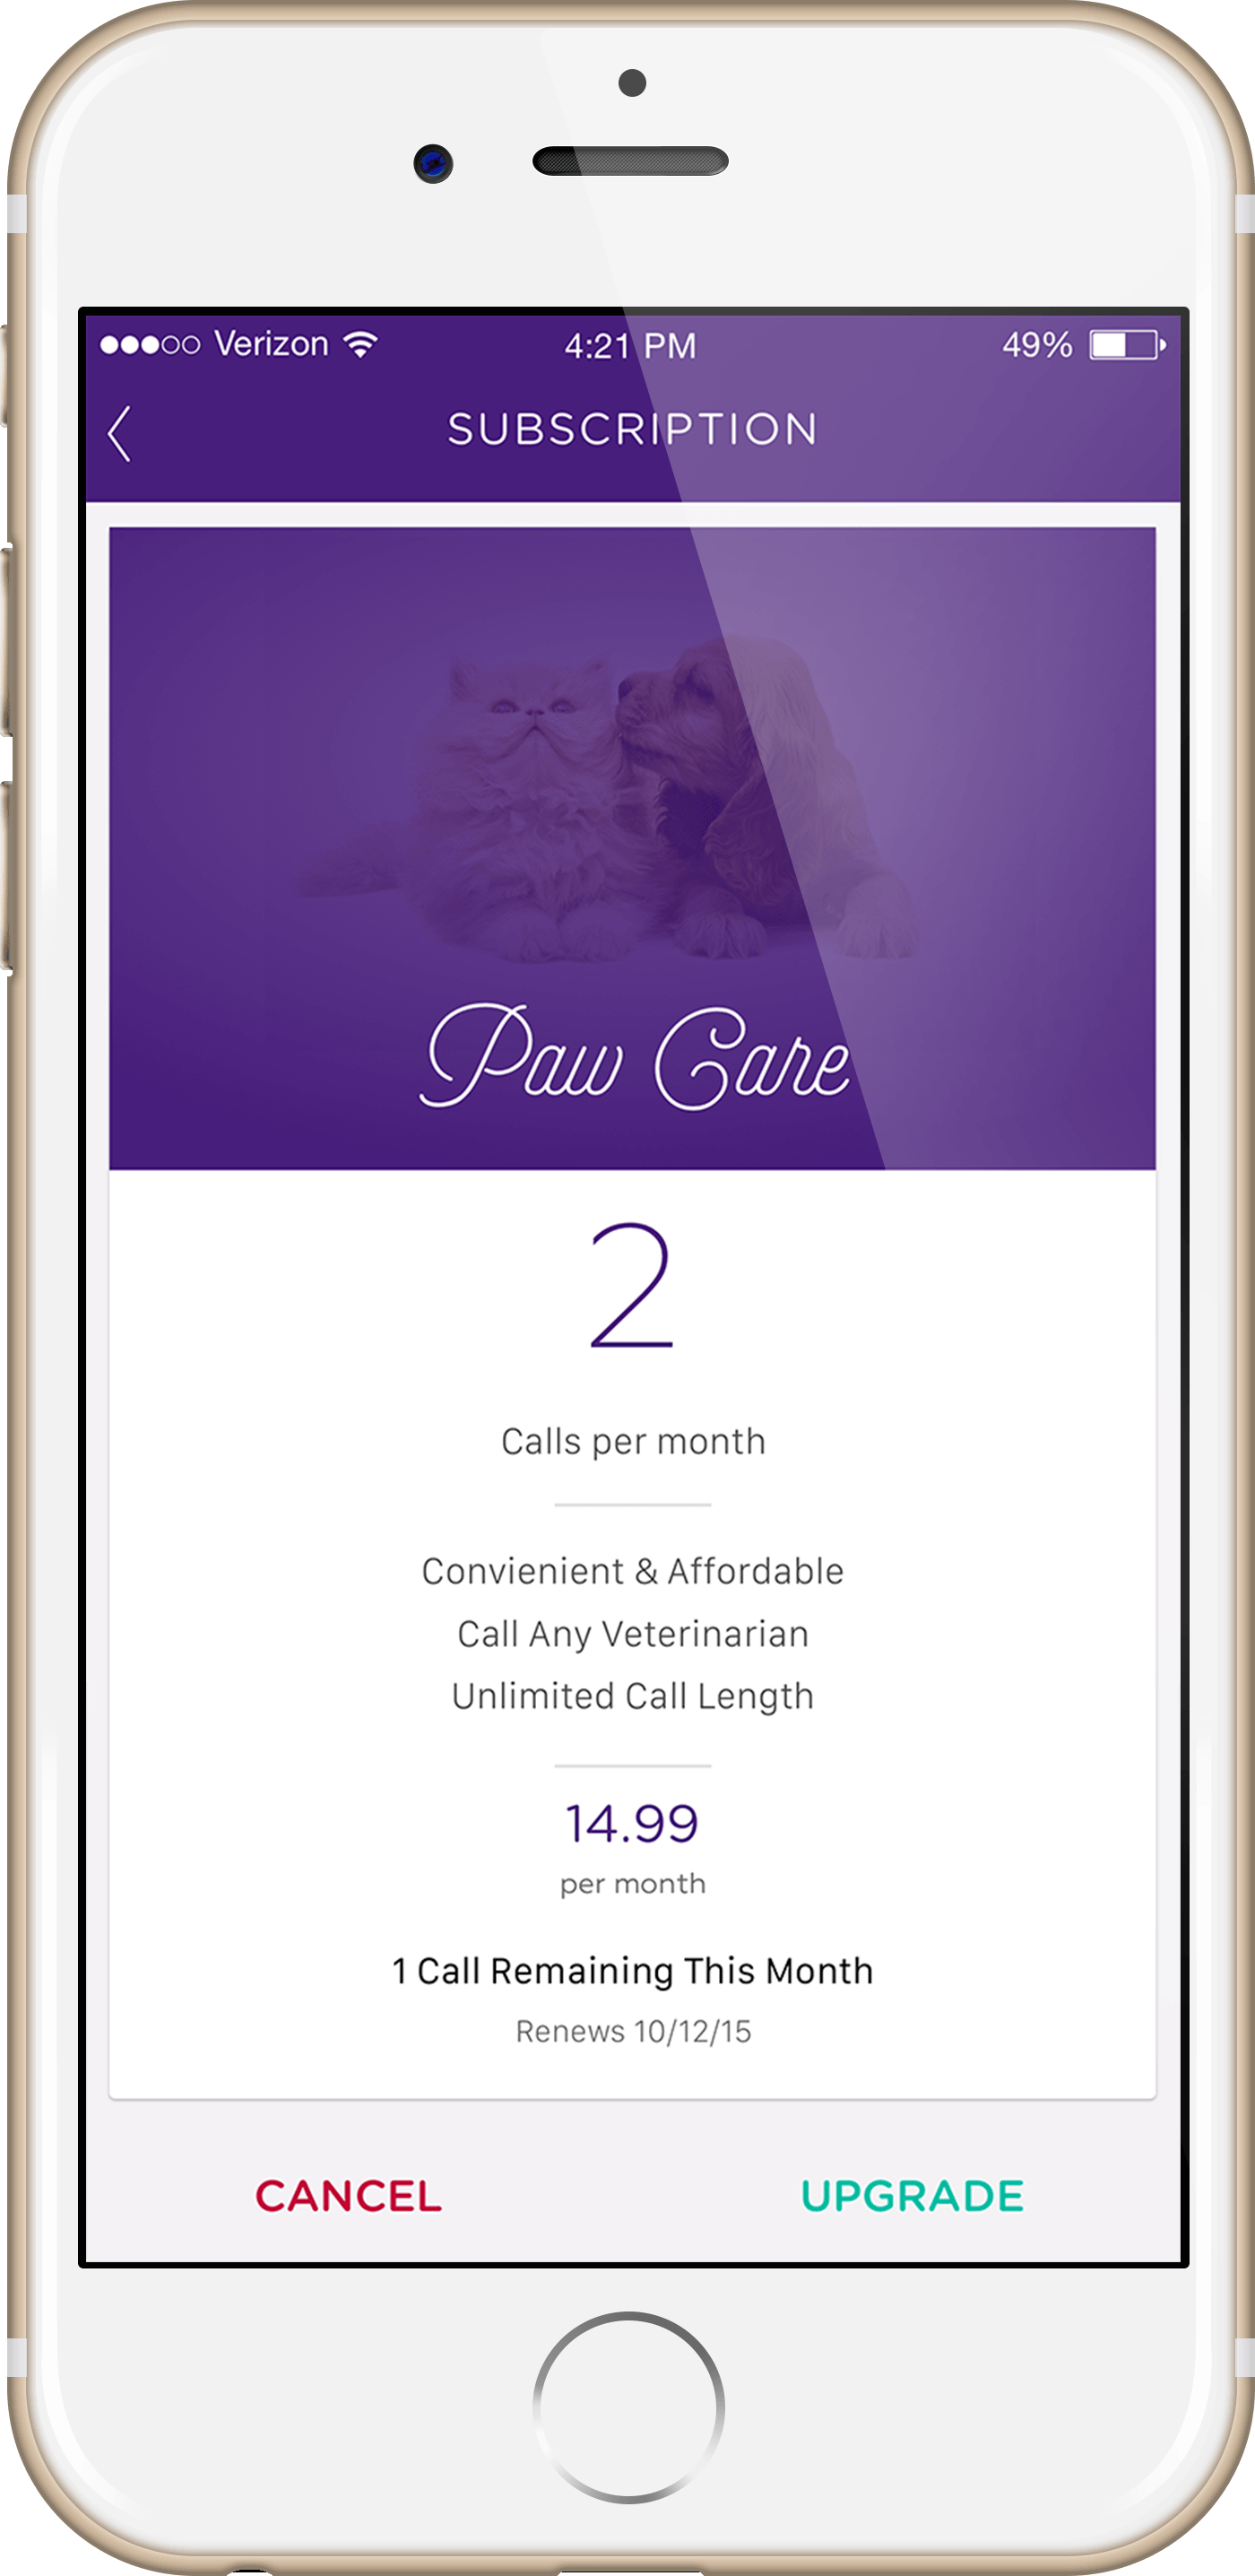 Verizon 4:21 PM 49%
SUBSCRIPTION
Paw Care
2
Calls per month
Convienient & Affordable
Call Any Veterinarian
Unlimited Call Length
14.99
per month
1 Call Remaining This Month
Renews 10/12/15
CANCEL UPGRADE